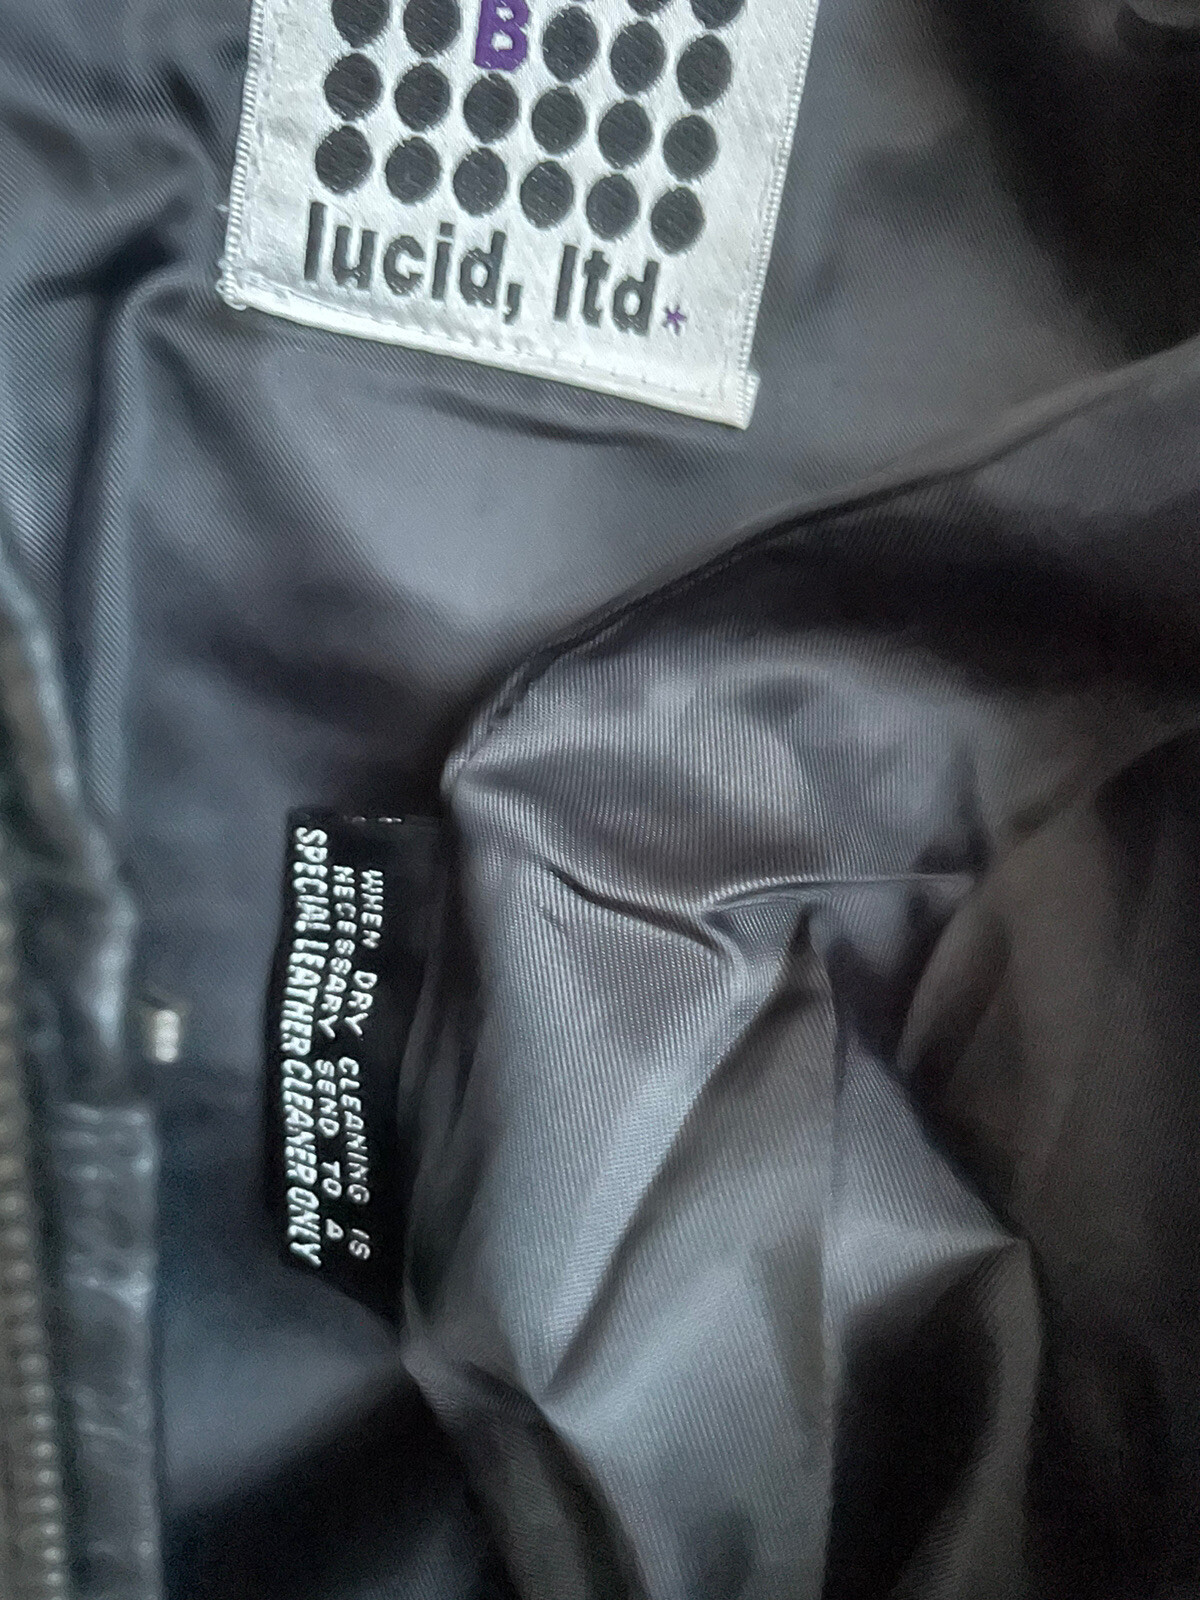 B
lucid, ltd*
WHEN DRY CLEANING IS
NECESSARY SEND TO A
SPECIAL LEATHER CLEANER ONLY